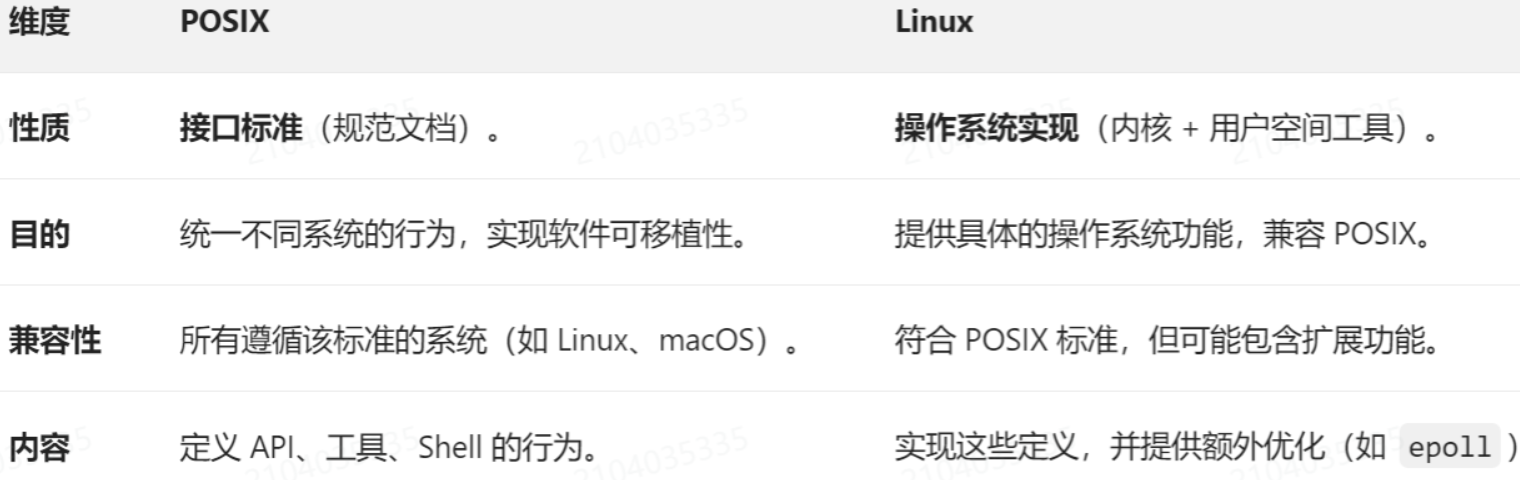 维度 POSIX Linux
性质 接口标准（规范文档）。 操作系统实现（内核 + 用户空间工具）。
目的 统一不同系统的行为，实现软件可移植性。 提供具体的操作系统功能，兼容 POSIX。
兼容性 所有遵循该标准的系统（如 Linux、macOS）。 符合 POSIX 标准，但可能包含扩展功能。
内容 定义 API、工具、Shell 的行为。 实现这些定义，并提供额外优化（如 epoll）
2104035335